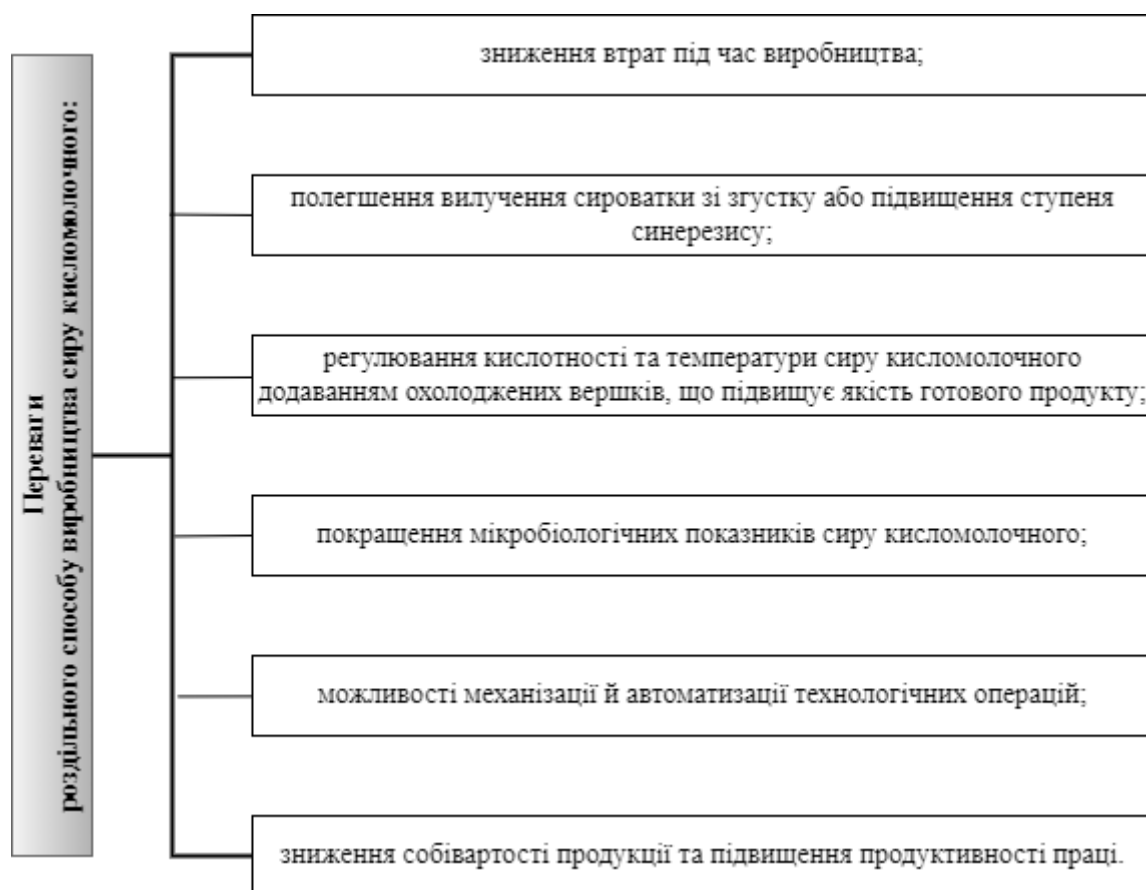 Переваги
роздільного способу виробництва сиру кисломолочного:
зниження втрат під час виробництва;
полегшення вилучення сироватки зі згустку або підвищення ступеня
синерезису;
регулювання кислотності та температури сиру кисломолочного
додаванням охолоджених вершків, що підвищує якість готового продукту;
покращення мікробіологічних показників сиру кисломолочного;
можливості механізації й автоматизації технологічних операцій;
зниження собівартості продукції та підвищення продуктивності праці.